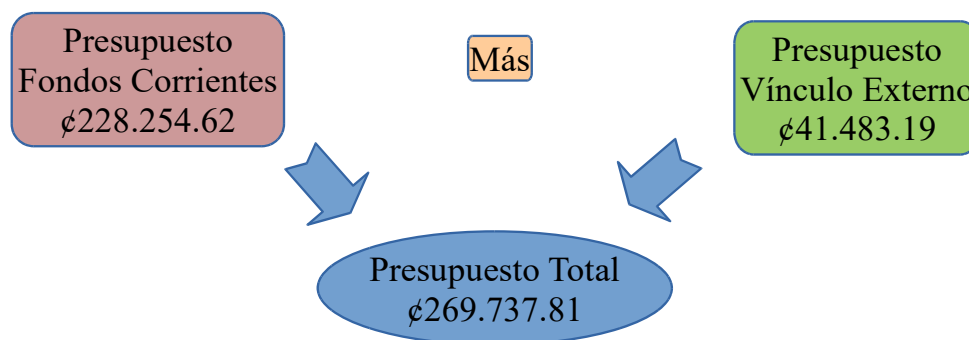 Presupuesto
Fondos Corrientes
¢228.254.62
Más
Presupuesto
Vínculo Externo
¢41.483.19
Presupuesto Total
¢269.737.81